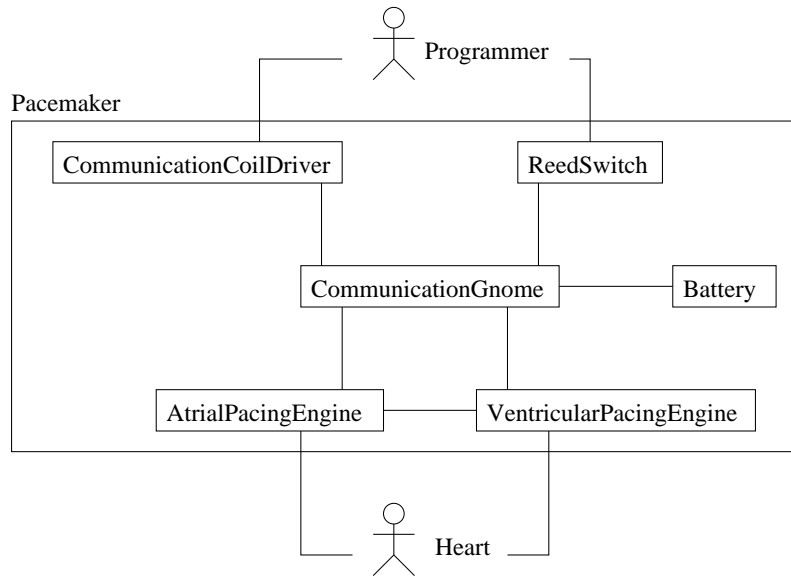 Programmer
Pacemaker
CommunicationCoilDriver
ReedSwitch
CommunicationGnome
Battery
AtrialPacingEngine
VentricularPacingEngine
Heart